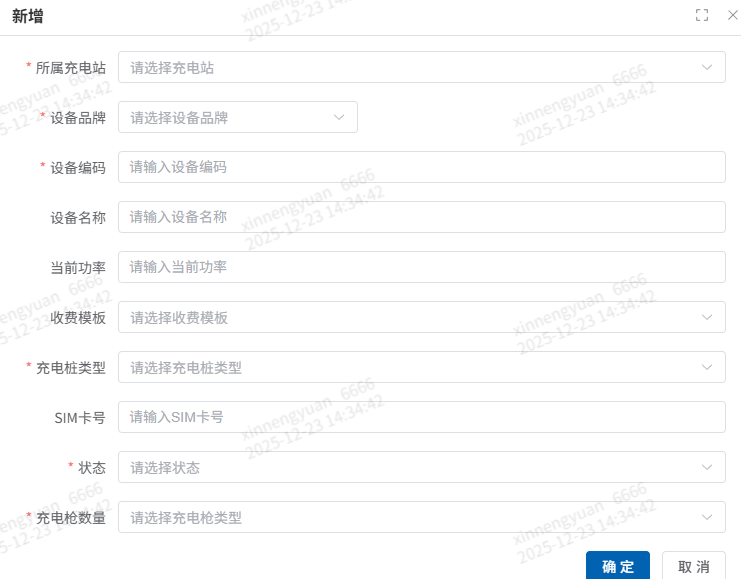 新增
* 所属充电站 请选择充电站
* 设备品牌 请选择设备品牌
* 设备编码 请输入设备编码
设备名称 请输入设备名称
当前功率 请输入当前功率
收费模板 请选择收费模板
* 充电桩类型 请选择充电桩类型
SIM卡号 请输入SIM卡号
* 状态 请选择状态
* 充电枪数量 请选择充电枪类型
确 定 取 消
xinnengyuan 6666
2025-12-23 14:34:42